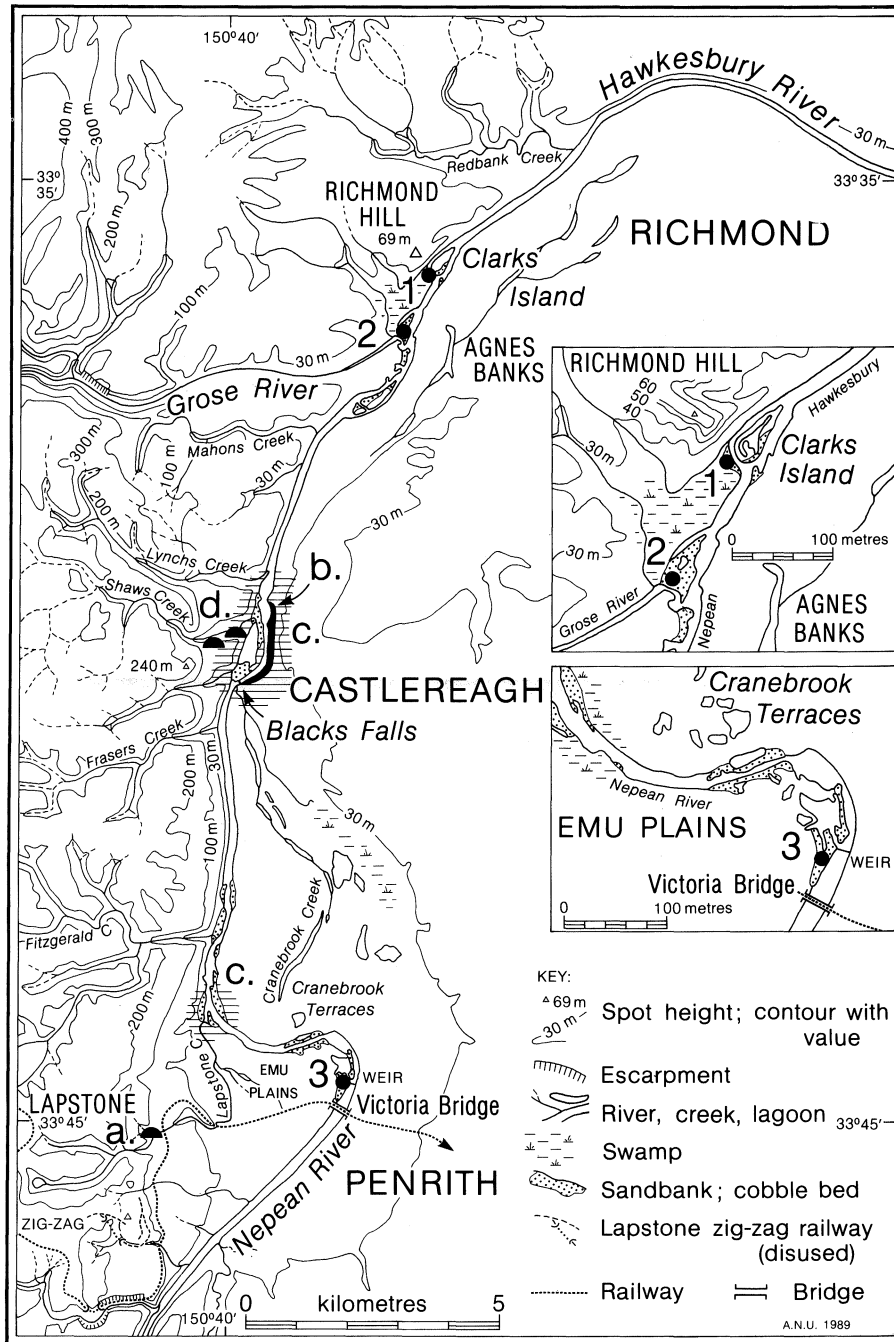 150°40'
Hawkesbury
River
400 m
300 m
30 m
Redbank Creek
33°
35'
33°35'
RICHMOND
HILL
69 m
RICHMOND
200 m
Clarks
Island
1
100 m
2
30 m
AGNES
BANKS
Grose River
Mahons Creek
300 m
100 m
30 m
200 m
30 m
Lynchs Creek
b.
Shaws Creek
d.
c.
240 m
CASTLEREAGH
Blacks Falls
Frasers Creek
30 m
200 m
100 m
30 m
Fitzgerald C
Cranebrook Creek
c.
200 m
Cranebrook
Terraces
Lapstone C
EMU
PLAINS
3
WEIR
LAPSTONE
33°45'
a.
Victoria Bridge
PENRITH
Nepean River
ZIG-ZAG
150°40'
0 kilometres 5
RICHMOND HILL
60
50
40
Hawkesbury
30 m
Clarks
Island
1
0 100 metres
2
30 m
Grose River
Nepean
AGNES
BANKS
Cranebrook
Terraces
Nepean River
EMU PLAINS
3
WEIR
Victoria Bridge
0 100 metres
KEY:
69 m
30 m
Spot height; contour with
value
Escarpment
River, creek, lagoon
33°45'
Swamp
Sandbank; cobble bed
Lapstone zig-zag railway
(disused)
Railway
Bridge
A.N.U. 1989